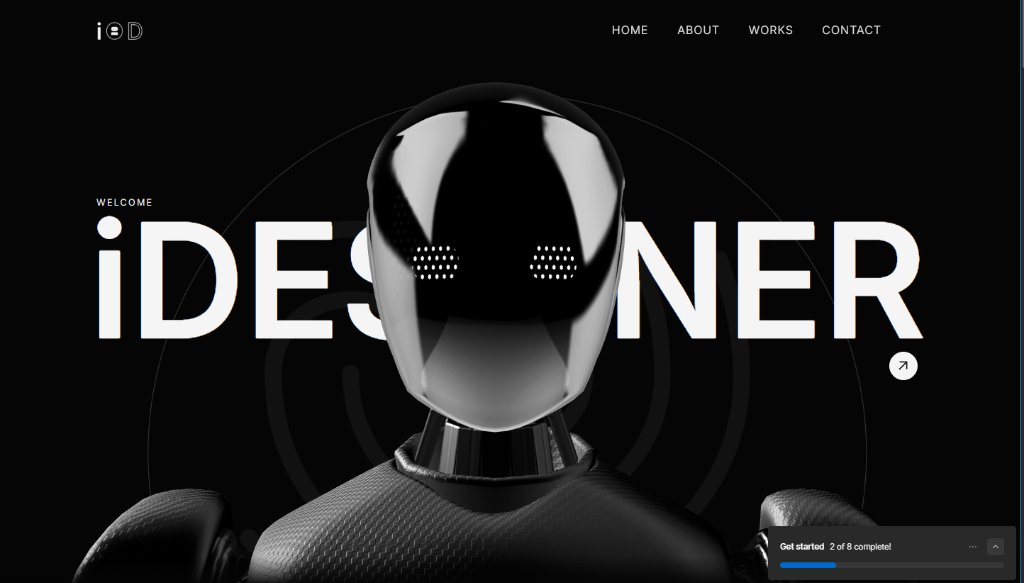 i D
HOME ABOUT WORKS CONTACT
WELCOME
iDES NER
Get started 2 of 8 complete!